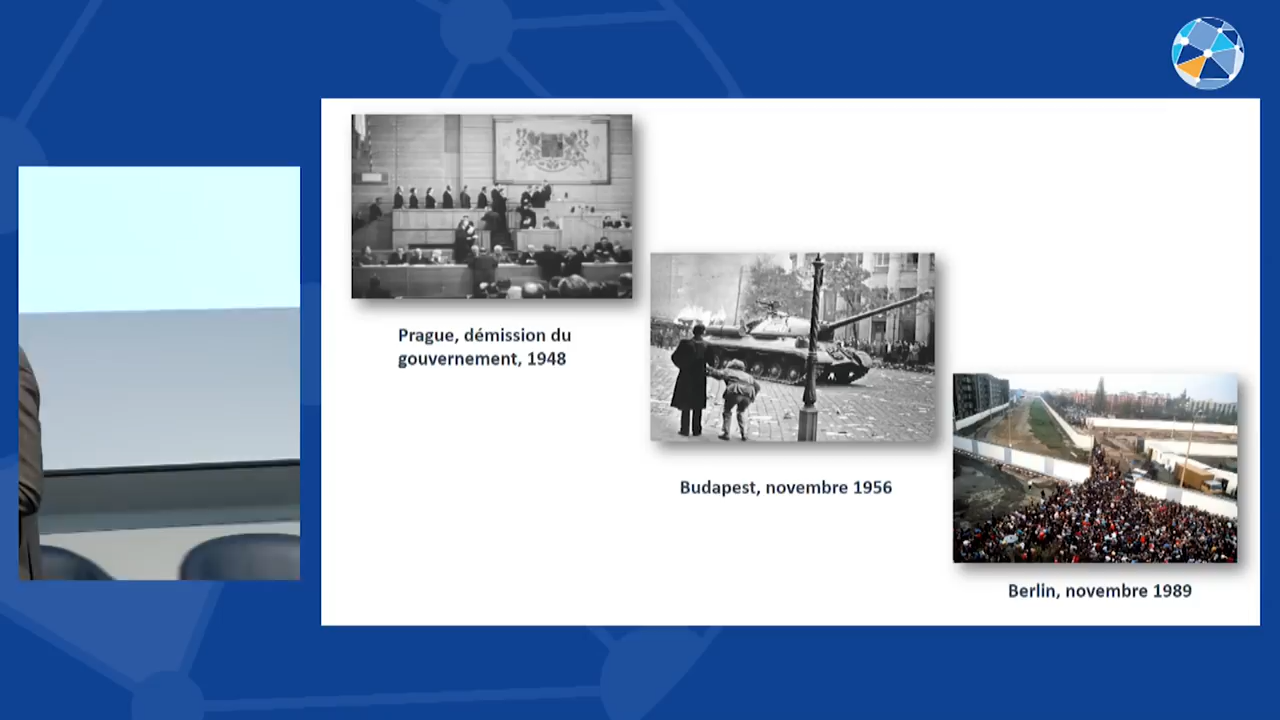 Prague, démission du
gouvernement, 1948
Budapest, novembre 1956
Berlin, novembre 1989